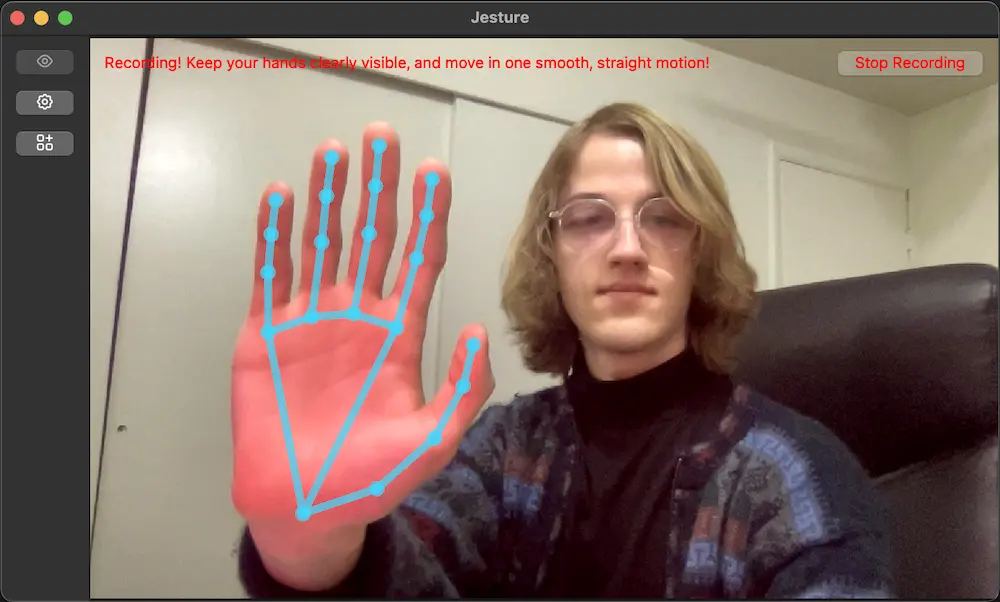 Jesture
Recording! Keep your hands clearly visible, and move in one smooth, straight motion!
Stop Recording